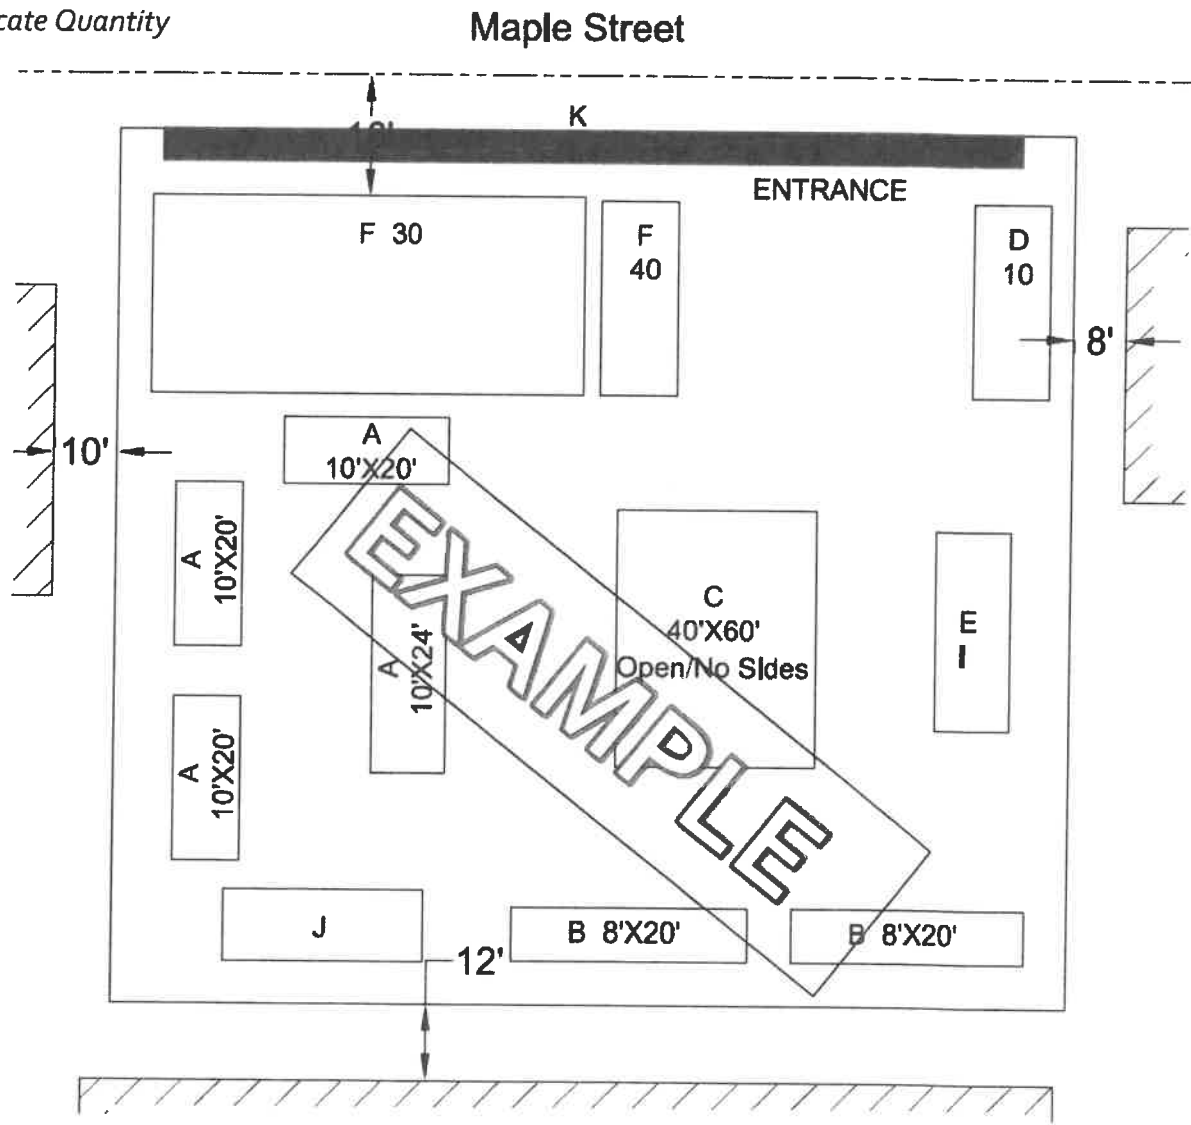 cate Quantity
Maple Street
K
ENTRANCE
F 30
F
40
D
10
8'
10'
A
10'X20'
A
10'X20'
A
10'X24'
C
40'X60'
Open/No Sides
E
I
A
10'X20'
EXAMPLE
J
B 8'X20'
B 8'X20'
12'